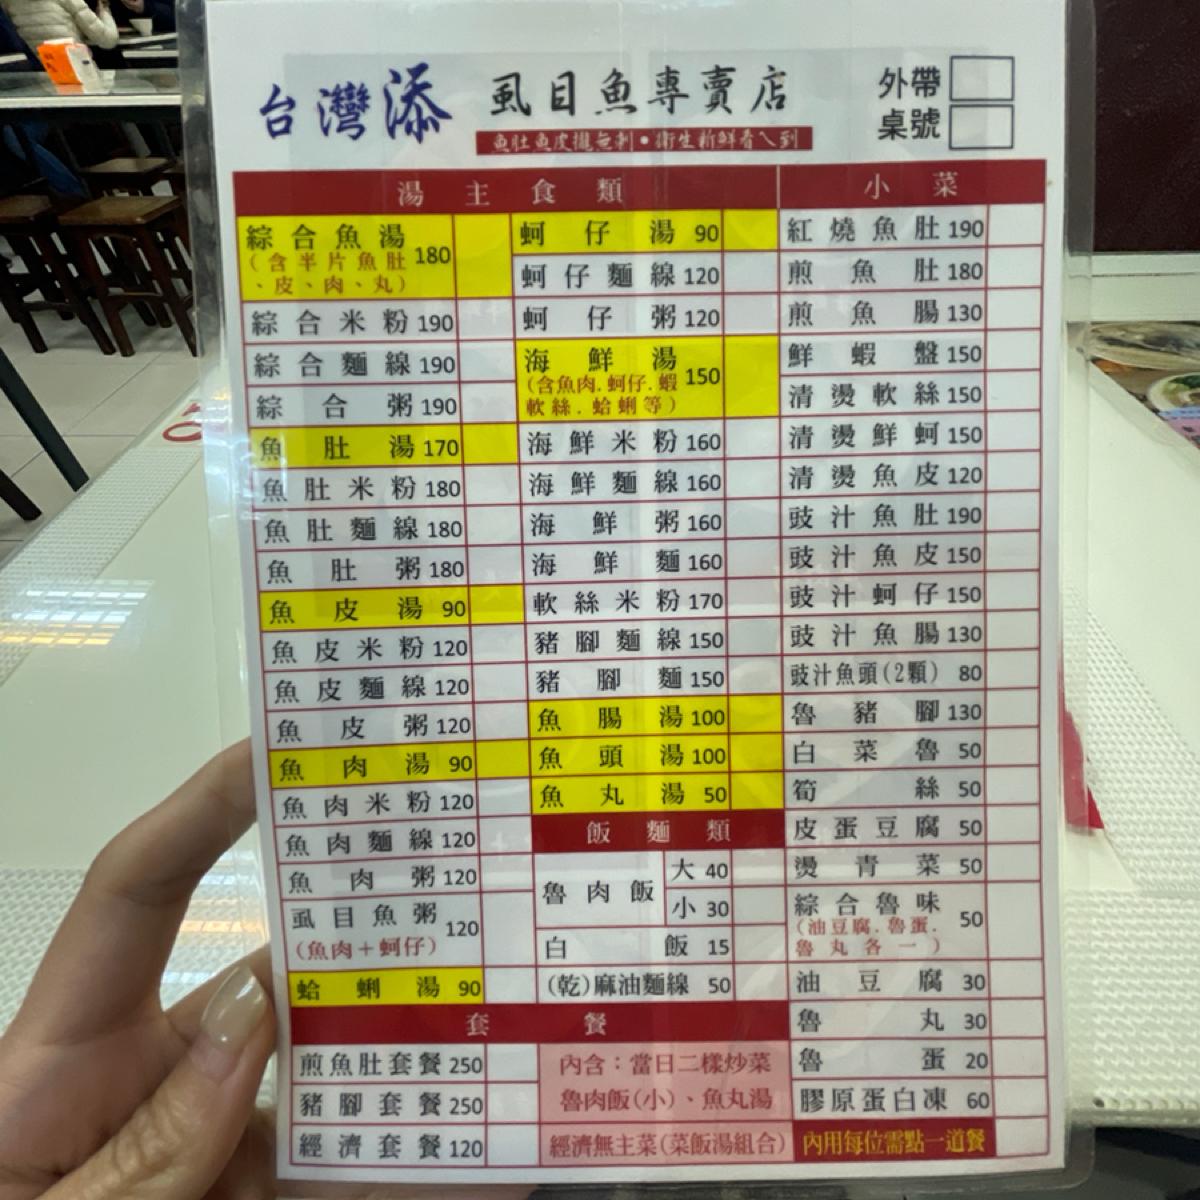 台灣添 虱目魚專賣店
魚肚魚皮攏無刺•衛生新鮮看ㄟ到
外帶
桌號
湯主食類
綜合魚湯 180
(含半片魚肚
、皮、肉、丸)
綜合米粉 190
綜合麵線 190
綜合粥 190
魚肚湯 170
魚肚米粉 180
魚肚麵線 180
魚肚粥 180
魚皮湯 90
魚皮米粉 120
魚皮麵線 120
魚皮粥 120
魚肉湯 90
魚肉米粉 120
魚肉麵線 120
魚肉粥 120
虱目魚粥 120
(魚肉+蚵仔)
蛤蜊湯 90
蚵仔湯 90
蚵仔麵線 120
蚵仔粥 120
海鮮湯 150
(含魚肉.蚵仔.蝦
軟絲.蛤蜊等)
海鮮米粉 160
海鮮麵線 160
海鮮粥 160
海鮮麵 160
軟絲米粉 170
豬腳麵線 150
豬腳麵 150
魚腸湯 100
魚頭湯 100
魚丸湯 50
飯麵類
魯肉飯 大 40
小 30
白飯 15
(乾)麻油麵線 50
套餐
煎魚肚套餐 250
豬腳套餐 250
經濟套餐 120
內含：當日二樣炒菜
魯肉飯(小)、魚丸湯
經濟無主菜(菜飯湯組合)
小菜
紅燒魚肚 190
煎魚肚 180
煎魚腸 130
鮮蝦盤 150
清燙軟絲 150
清燙鮮蚵 150
清燙魚皮 120
豉汁魚肚 190
豉汁魚皮 150
豉汁蚵仔 150
豉汁魚腸 130
豉汁魚頭(2顆) 80
魯豬腳 130
白菜魯 50
筍絲 50
皮蛋豆腐 50
燙青菜 50
綜合魯味 50
(油豆腐.魯蛋.
魯丸各一)
油豆腐 30
魯丸 30
魯蛋 20
膠原蛋白凍 60
內用每位需點一道餐